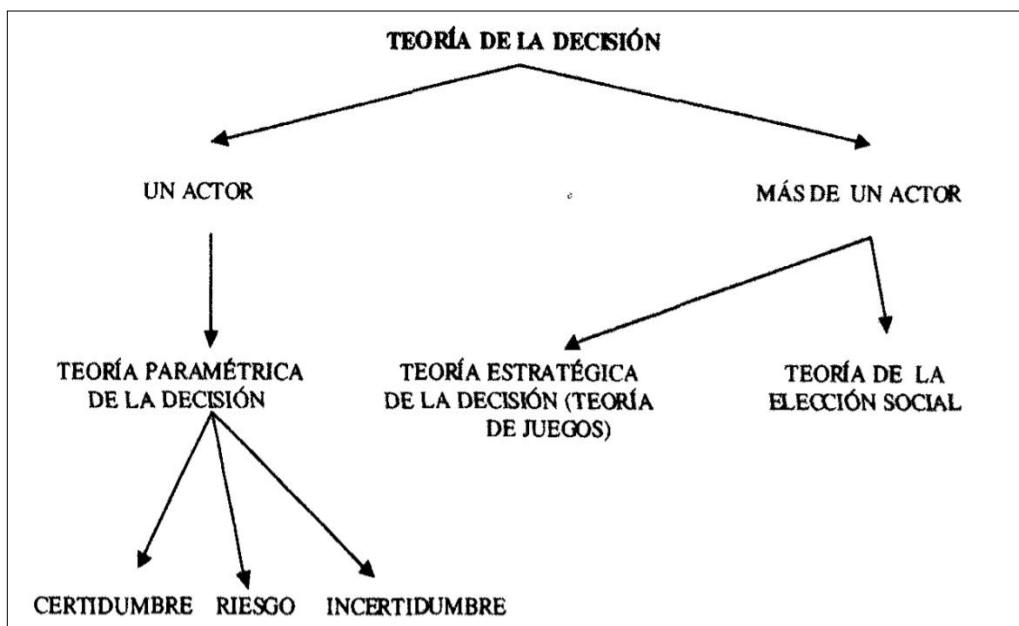 TEORÍA DE LA DECISIÓN
UN ACTOR
MÁS DE UN ACTOR
TEORÍA PARAMÉTRICA
DE LA DECISIÓN
TEORÍA ESTRATÉGICA
DE LA DECISIÓN (TEORÍA
DE JUEGOS)
TEORÍA DE LA
ELECCIÓN SOCIAL
CERTIDUMBRE RIESGO INCERTIDUMBRE